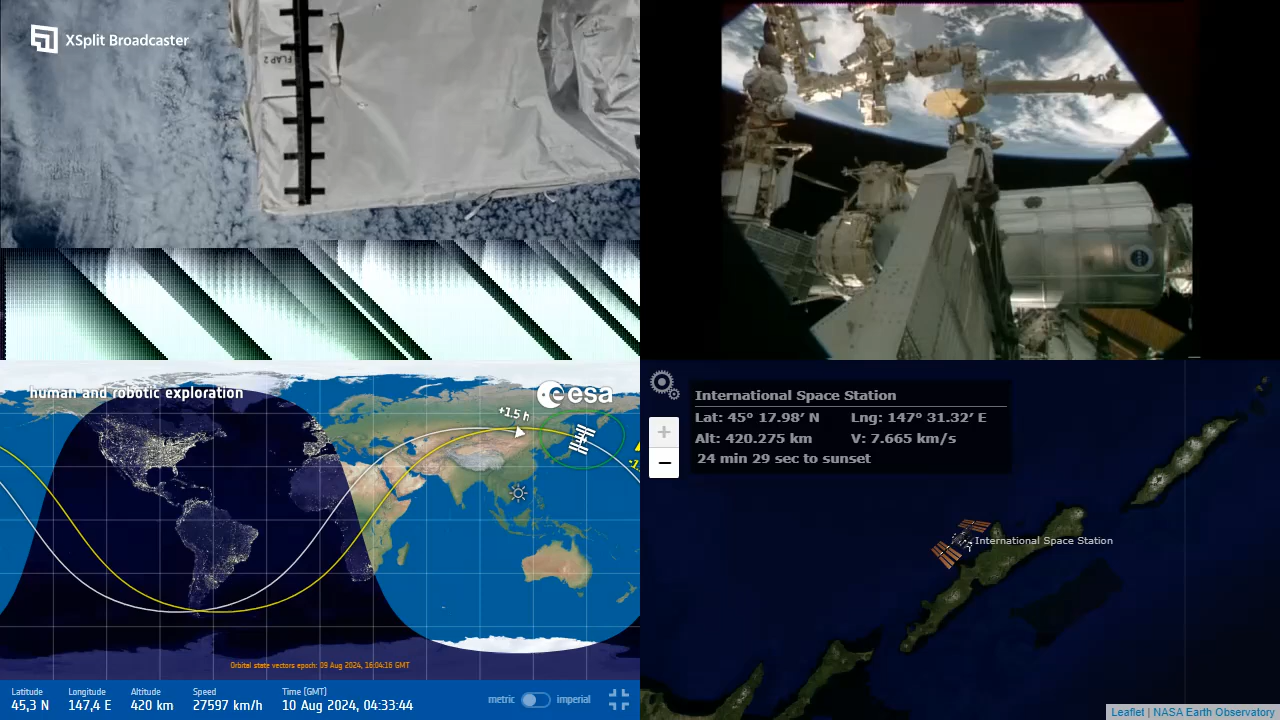 XSplit Broadcaster
FLAP 2
human and robotic exploration
esa
+1.5 h
International Space Station
Lat: 45° 17.98' N Lng: 147° 31.32' E
Alt: 420.275 km V: 7.665 km/s
24 min 29 sec to sunset
+
−
International Space Station
Orbital state vectors epoch: 09 Aug 2024, 16:04:16 GMT
Latitude Longitude Altitude Speed Time (GMT)
45,3 N 147,4 E 420 km 27597 km/h 10 Aug 2024, 04:33:44
metric imperial
Leaflet | NASA Earth Observatory